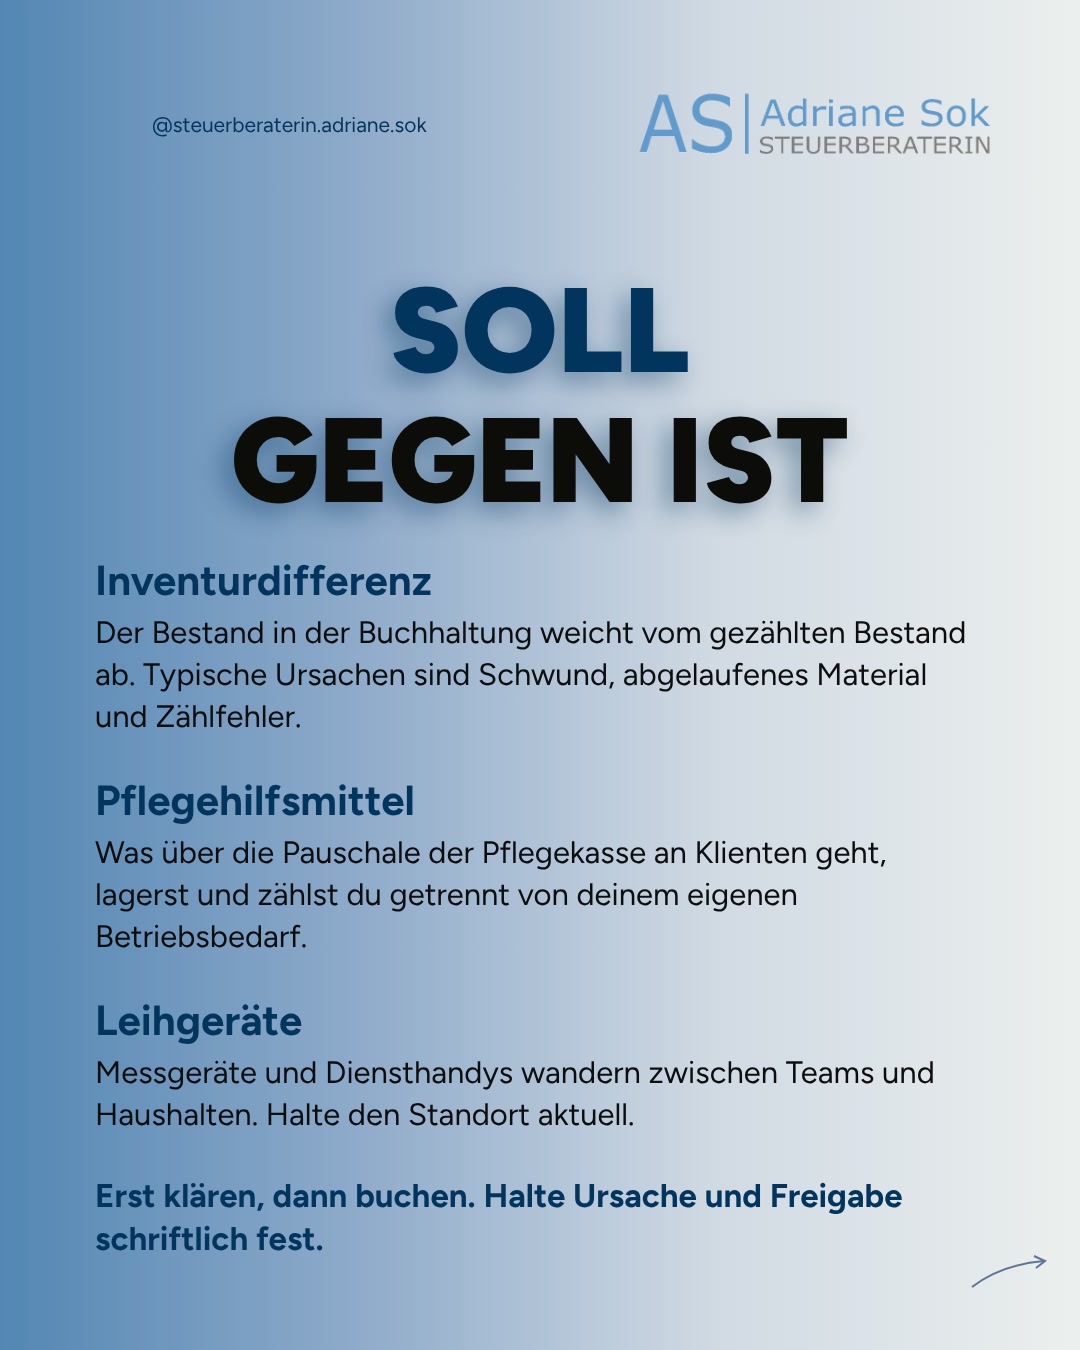 @steuerberaterin.adriane.sok
AS | Adriane Sok
STEUERBERATERIN
SOLL
GEGEN IST
Inventurdifferenz
Der Bestand in der Buchhaltung weicht vom gezählten Bestand
ab. Typische Ursachen sind Schwund, abgelaufenes Material
und Zählfehler.
Pflegehilfsmittel
Was über die Pauschale der Pflegekasse an Klienten geht,
lagerst und zählst du getrennt von deinem eigenen
Betriebsbedarf.
Leihgeräte
Messgeräte und Diensthandys wandern zwischen Teams und
Haushalten. Halte den Standort aktuell.
Erst klären, dann buchen. Halte Ursache und Freigabe
schriftlich fest.